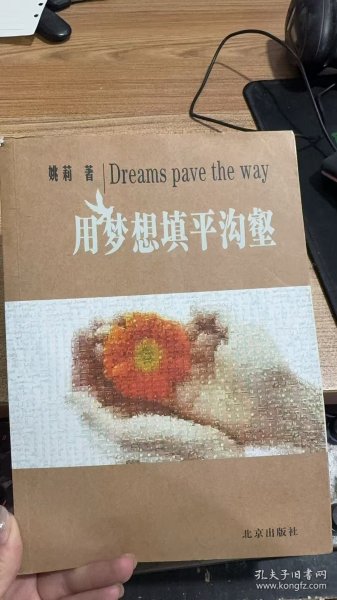 姚莉 著 Dreams pave the way
用梦想填平沟壑
北京出版社
孔夫子旧书网
www.kongfz.com